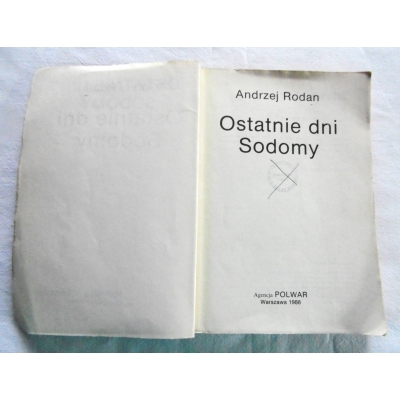 Andrzej Rodan
Ostatnie dni
Sodomy
Agencja POLWAR
Warszawa 1988